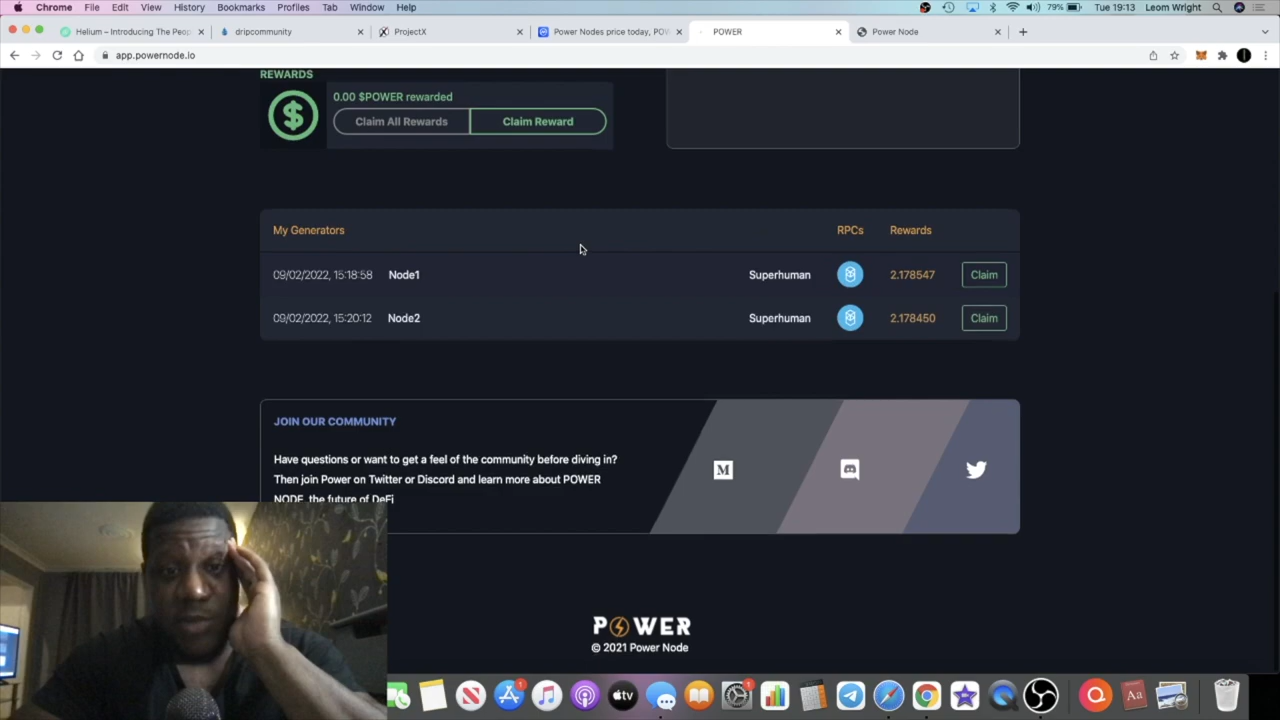 Chrome File Edit View History Bookmarks Profiles Tab Window Help 79% Tue 19:13 Leom Wright
Helium – Introducing The Peop dripcommunity ProjectX Power Nodes price today, POW POWER Power Node
app.powernode.io
REWARDS
0.00 $POWER rewarded
Claim All Rewards Claim Reward
My Generators RPCs Rewards
09/02/2022, 15:18:58 Node1 Superhuman 2.178547 Claim
09/02/2022, 15:20:12 Node2 Superhuman 2.178450 Claim
JOIN OUR COMMUNITY
Have questions or want to get a feel of the community before diving in?
Then join Power on Twitter or Discord and learn more about POWER
NODE, the future of DeFi
M
POWER
© 2021 Power Node
tv
Aa